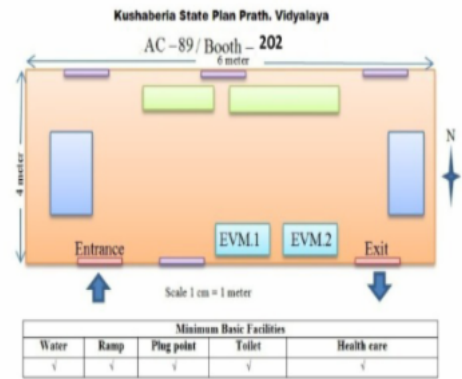 Kushaberia State Plan Prath. Vidyalaya
AC -89/ Booth - 202
6 meter
4 meter
N
EVM.1 EVM.2
Entrance Exit
Scale 1 cm = 1 meter
Minimum Basic Facilities
Water Ramp Plug point Toilet Health care
√ √ √ √ √